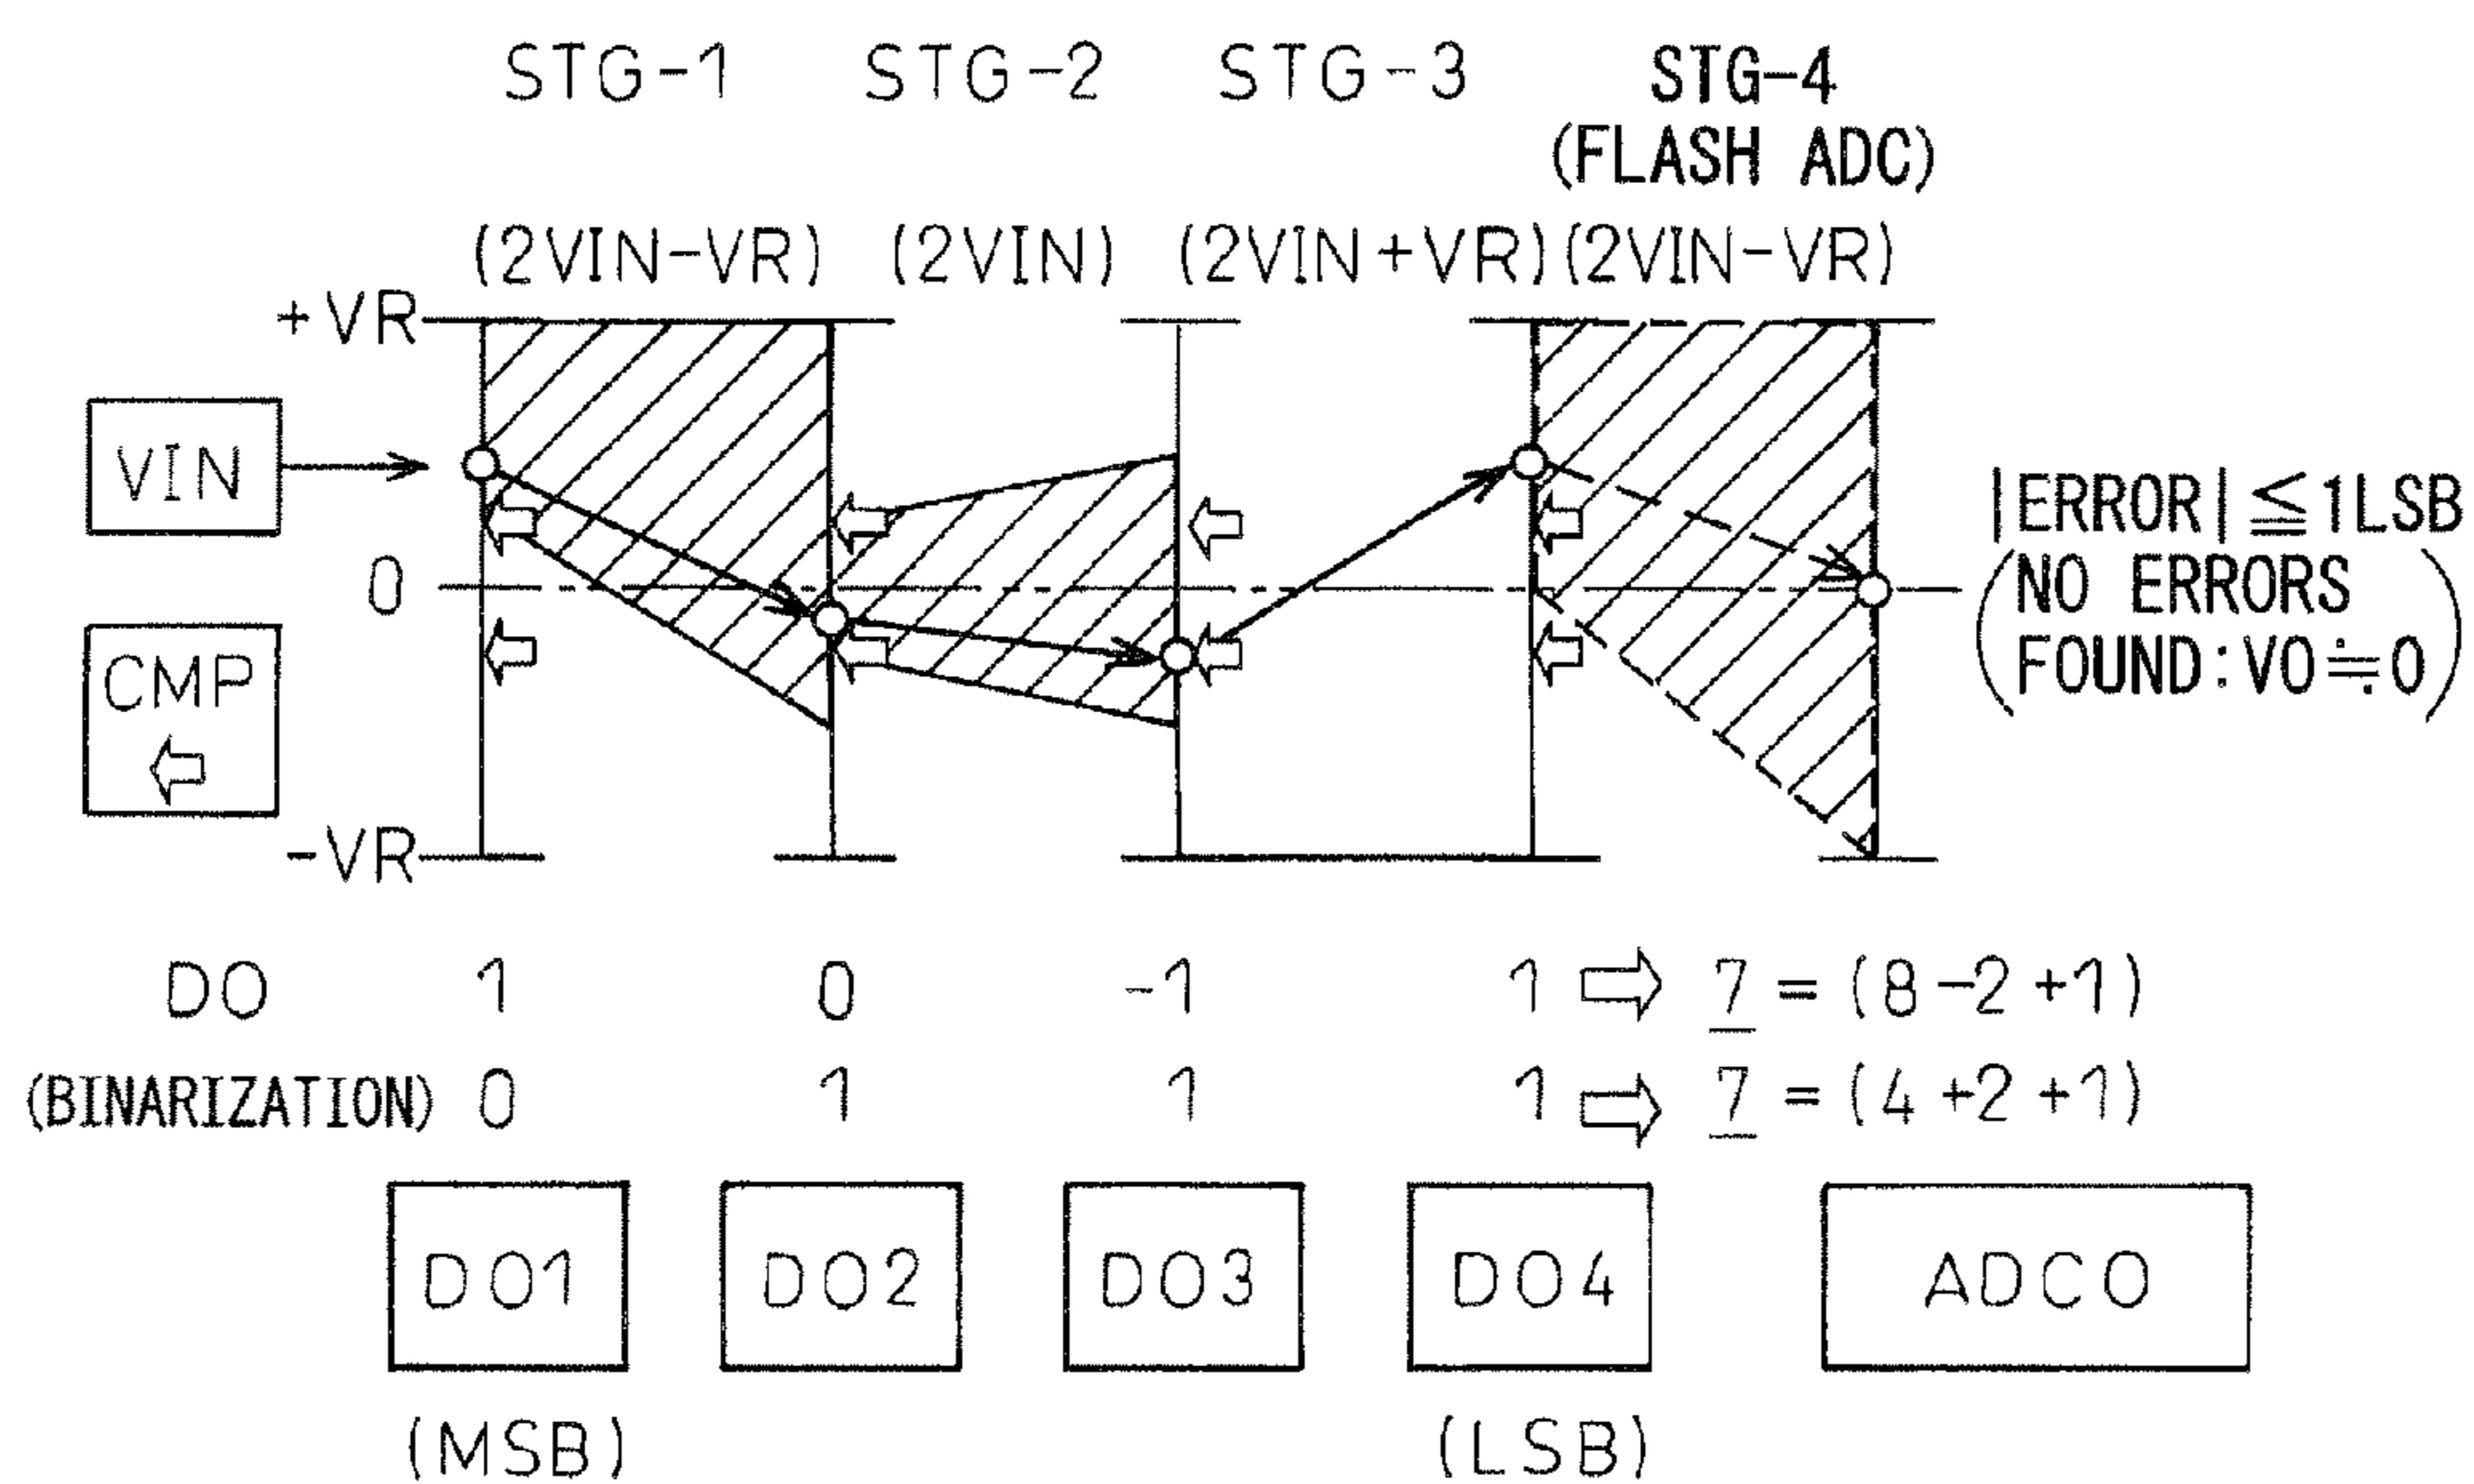 STG-1 STG-2 STG-3 STG-4
(FLASH ADC)
(2VIN-VR) (2VIN) (2VIN+VR) (2VIN-VR)
+VR
VIN
0
CMP
-VR
|ERROR|≦1LSB
(NO ERRORS
FOUND:VO≒0)
DO 1 0 -1 1 ⇨ 7 = (8-2+1)
(BINARIZATION) 0 1 1 1 ⇨ 7 = (4+2+1)
DO1 DO2 DO3 DO4 ADCO
(MSB) (LSB)